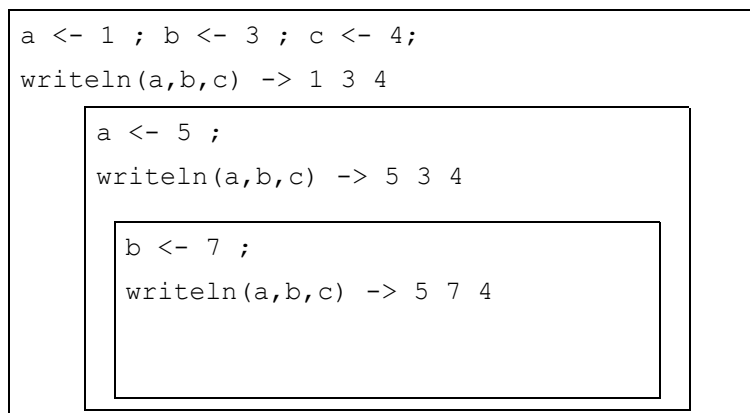 a <- 1 ; b <- 3 ; c <- 4;
writeln(a,b,c) -> 1 3 4
a <- 5 ;
writeln(a,b,c) -> 5 3 4
b <- 7 ;
writeln(a,b,c) -> 5 7 4